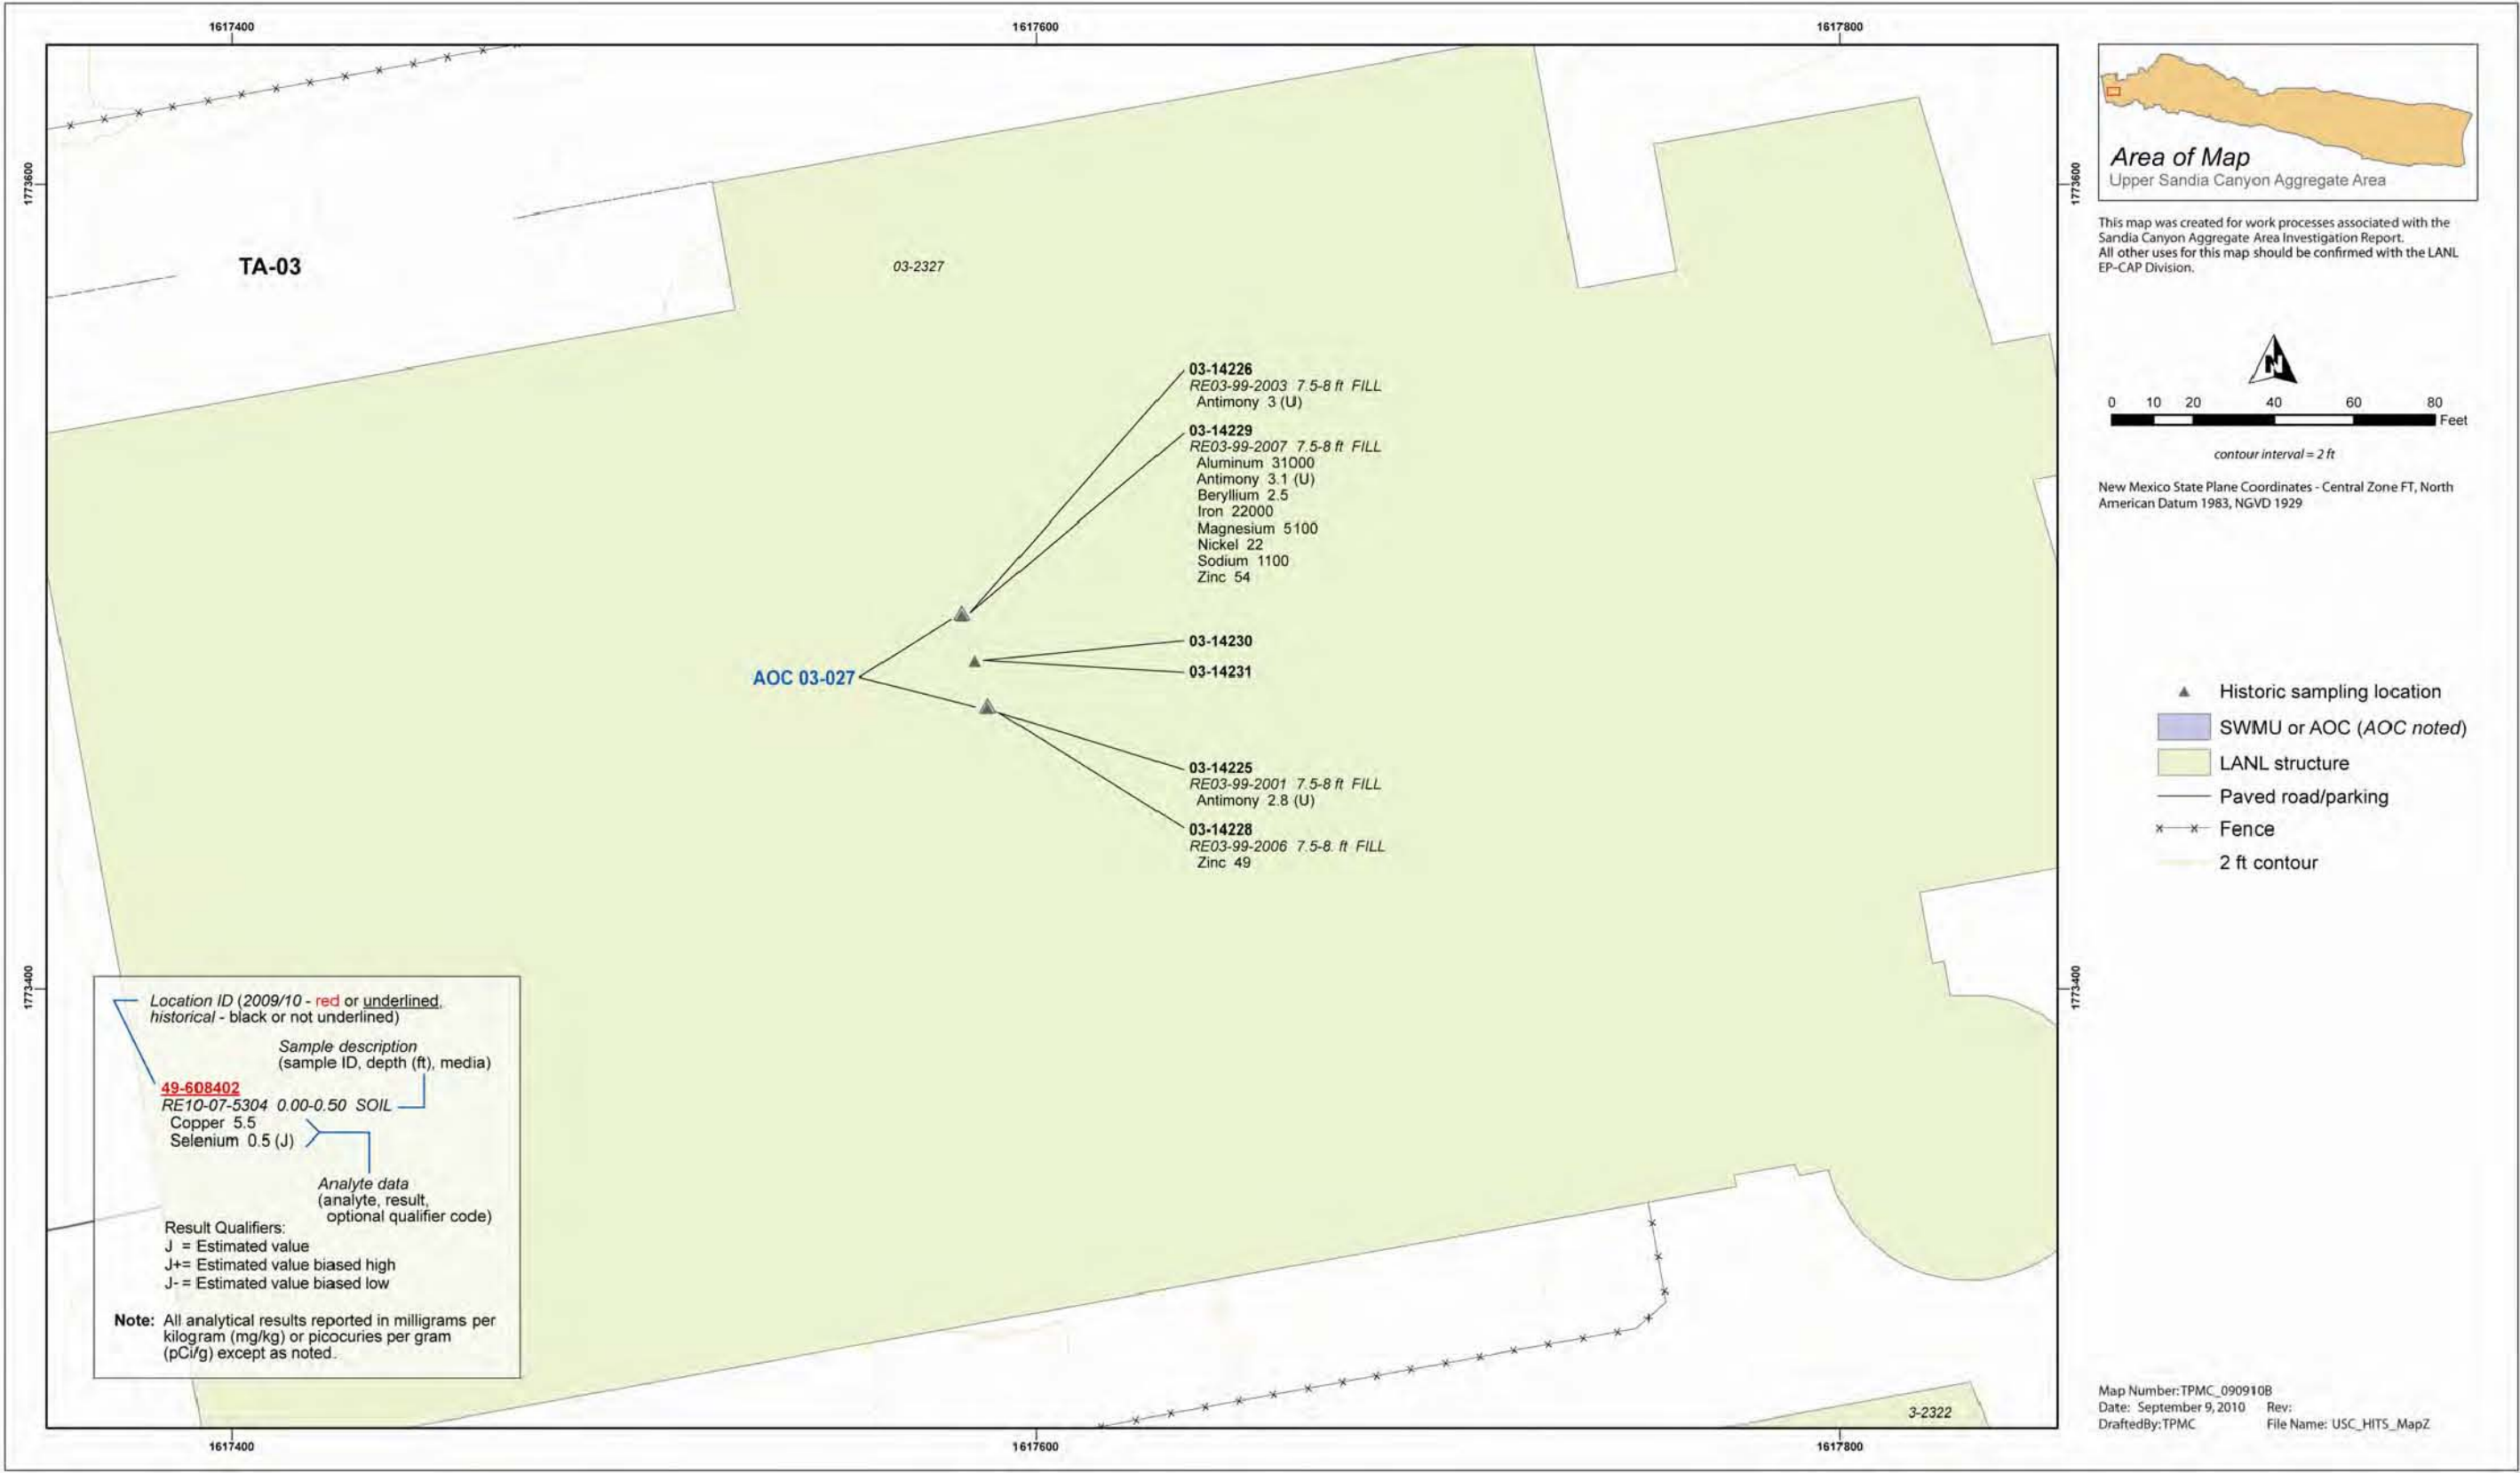 1617400
1617600
1617800
1773600
1773600
TA-03
03-2327
03-14226
RE03-99-2003 7.5-8 ft FILL
Antimony 3 (U)
03-14229
RE03-99-2007 7.5-8 ft FILL
Aluminum 31000
Antimony 3.1 (U)
Beryllium 2.5
Iron 22000
Magnesium 5100
Nickel 22
Sodium 1100
Zinc 54
03-14230
03-14231
AOC 03-027
03-14225
RE03-99-2001 7.5-8 ft FILL
Antimony 2.8 (U)
03-14228
RE03-99-2006 7.5-8. ft FILL
Zinc 49
1773400
1773400
Location ID (2009/10 - red or underlined,
historical - black or not underlined)
Sample description
(sample ID, depth (ft), media)
49-608402
RE10-07-5304 0.00-0.50 SOIL
Copper 5.5
Selenium 0.5 (J)
Analyte data
(analyte, result,
optional qualifier code)
Result Qualifiers:
J = Estimated value
J+= Estimated value biased high
J- = Estimated value biased low
Note: All analytical results reported in milligrams per
kilogram (mg/kg) or picocuries per gram
(pCi/g) except as noted.
3-2322
1617400
1617600
1617800
Area of Map
Upper Sandia Canyon Aggregate Area
This map was created for work processes associated with the
Sandia Canyon Aggregate Area Investigation Report.
All other uses for this map should be confirmed with the LANL
EP-CAP Division.
N
0 10 20 40 60 80
Feet
contour interval = 2 ft
New Mexico State Plane Coordinates - Central Zone FT, North
American Datum 1983, NGVD 1929
Historic sampling location
SWMU or AOC (AOC noted)
LANL structure
Paved road/parking
Fence
2 ft contour
Map Number: TPMC_090910B
Date: September 9, 2010 Rev:
DraftedBy: TPMC File Name: USC_HITS_MapZ